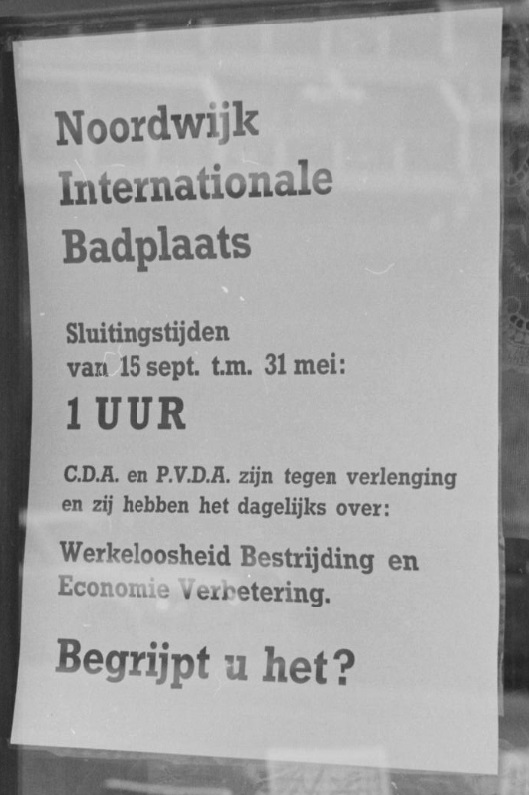 Noordwijk
Internationale
Badplaats
Sluitingstijden
van 15 sept. t.m. 31 mei:
1 UUR
C.D.A. en P.V.D.A. zijn tegen verlenging
en zij hebben het dagelijks over:
Werkeloosheid Bestrijding en
Economie Verbetering.
Begrijpt u het?